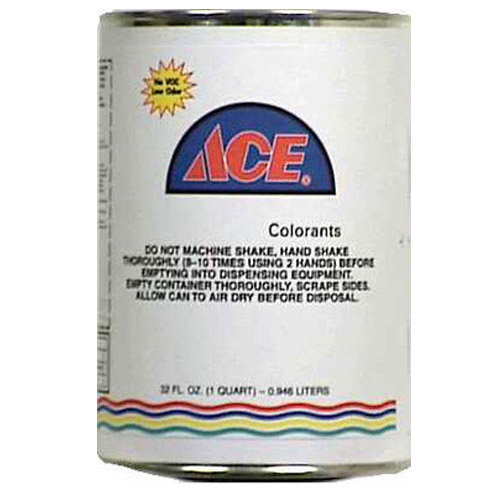 No VOC
Low Odor
ACE®
Colorants
DO NOT MACHINE SHAKE, HAND SHAKE
THOROUGHLY (8-10 TIMES USING 2 HANDS) BEFORE
EMPTYING INTO DISPENSING EQUIPMENT.
EMPTY CONTAINER THOROUGHLY, SCRAPE SIDES.
ALLOW CAN TO AIR DRY BEFORE DISPOSAL.
32 FL. OZ. (1 QUART) – 0.946 LITERS